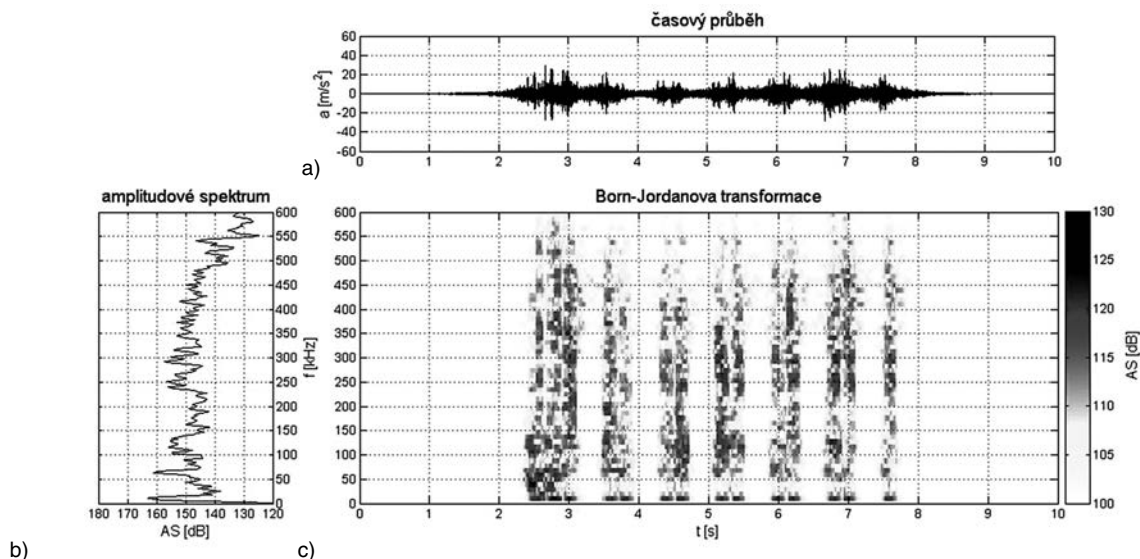 časový průběh
a [m/s²]
60
40
20
0
-20
-40
-60
0 1 2 3 4 5 6 7 8 9 10
a)
amplitudové spektrum
600
550
500
450
400
350
300
250
200
150
100
50
0
f [kHz]
180 170 160 150 140 130 120
AS [dB]
b)
Born-Jordanova transformace
600
550
500
450
400
350
300
250
200
150
100
50
0
0 1 2 3 4 5 6 7 8 9 10
t [s]
c)
130
125
120
115
110
105
100
AS [dB]